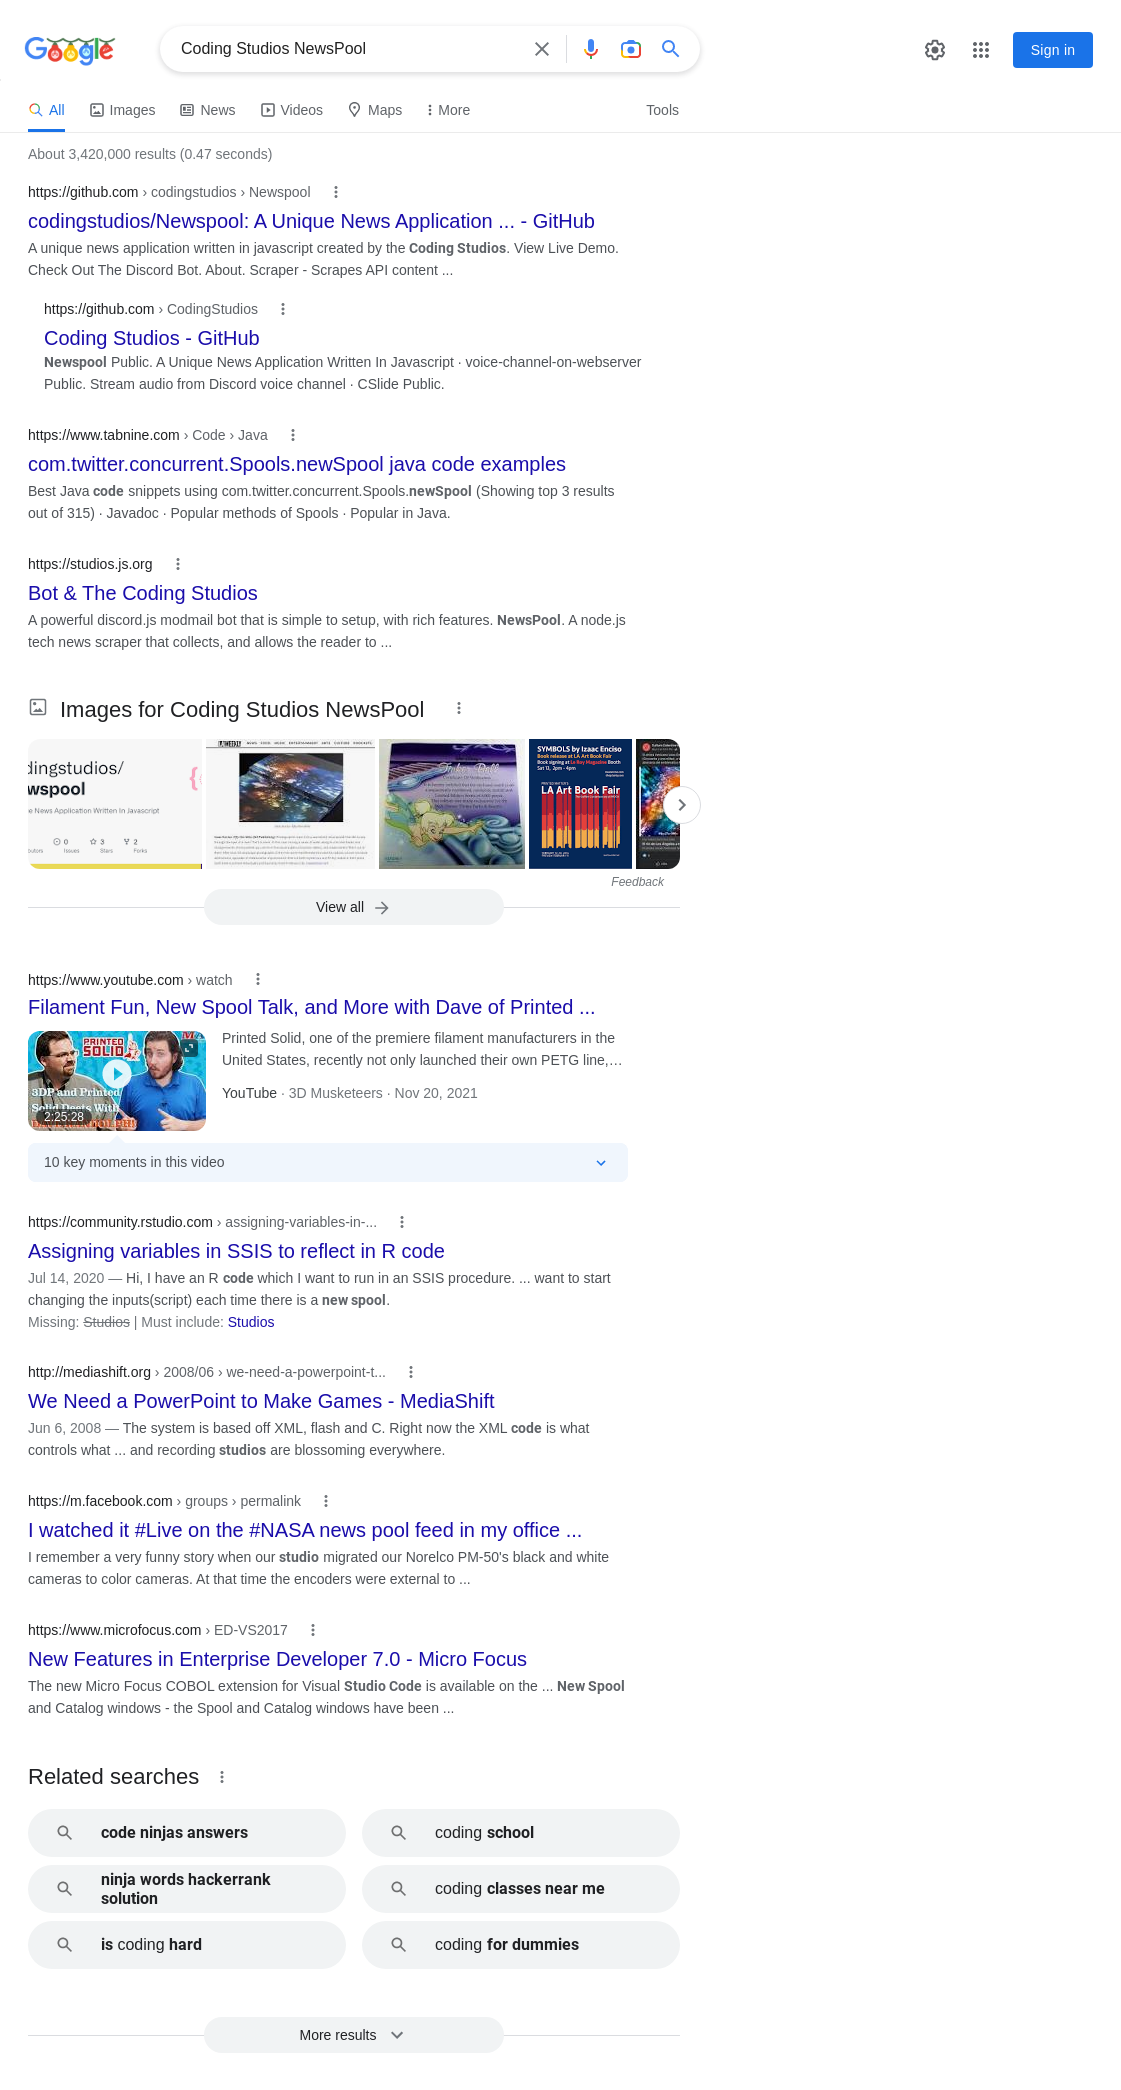 Google
Coding Studios NewsPool
Sign in
All
Images
News
Videos
Maps
More
Tools
About 3,420,000 results (0.47 seconds)
https://github.com › codingstudios › Newspool
codingstudios/Newspool: A Unique News Application ... - GitHub
A unique news application written in javascript created by the Coding Studios. View Live Demo.
Check Out The Discord Bot. About. Scraper - Scrapes API content ...
https://github.com › CodingStudios
Coding Studios - GitHub
Newspool Public. A Unique News Application Written In Javascript · voice-channel-on-webserver
Public. Stream audio from Discord voice channel · CSlide Public.
https://www.tabnine.com › Code › Java
com.twitter.concurrent.Spools.newSpool java code examples
Best Java code snippets using com.twitter.concurrent.Spools.newSpool (Showing top 3 results
out of 315) · Javadoc · Popular methods of Spools · Popular in Java.
https://studios.js.org
Bot & The Coding Studios
A powerful discord.js modmail bot that is simple to setup, with rich features. NewsPool. A node.js
tech news scraper that collects, and allows the reader to ...
Images for Coding Studios NewsPool
dingstudios/
wspool
e News Application Written In Javascript
0
3
2
Issues
Stars
Forks
LA WEEKLY
Tinker Bell
SYMBOLS by Izaac Enciso
Book release at LA Art Book Fair
Book signing at La Ray Magazine Booth
Sat 13, 2pm - 4pm
LA Art Book Fair
Feedback
View all
https://www.youtube.com › watch
Filament Fun, New Spool Talk, and More with Dave of Printed ...
PRINTED
SOLID
3DP and Printed
Solid Deets With
2:25:28
Printed Solid, one of the premiere filament manufacturers in the
United States, recently not only launched their own PETG line,…
YouTube · 3D Musketeers · Nov 20, 2021
10 key moments in this video
https://community.rstudio.com › assigning-variables-in-...
Assigning variables in SSIS to reflect in R code
Jul 14, 2020 — Hi, I have an R code which I want to run in an SSIS procedure. ... want to start
changing the inputs(script) each time there is a new spool.
Missing: Studios | Must include: Studios
http://mediashift.org › 2008/06 › we-need-a-powerpoint-t...
We Need a PowerPoint to Make Games - MediaShift
Jun 6, 2008 — The system is based off XML, flash and C. Right now the XML code is what
controls what ... and recording studios are blossoming everywhere.
https://m.facebook.com › groups › permalink
I watched it #Live on the #NASA news pool feed in my office ...
I remember a very funny story when our studio migrated our Norelco PM-50's black and white
cameras to color cameras. At that time the encoders were external to ...
https://www.microfocus.com › ED-VS2017
New Features in Enterprise Developer 7.0 - Micro Focus
The new Micro Focus COBOL extension for Visual Studio Code is available on the ... New Spool
and Catalog windows - the Spool and Catalog windows have been ...
Related searches
code ninjas answers
coding school
ninja words hackerrank
solution
coding classes near me
is coding hard
coding for dummies
More results